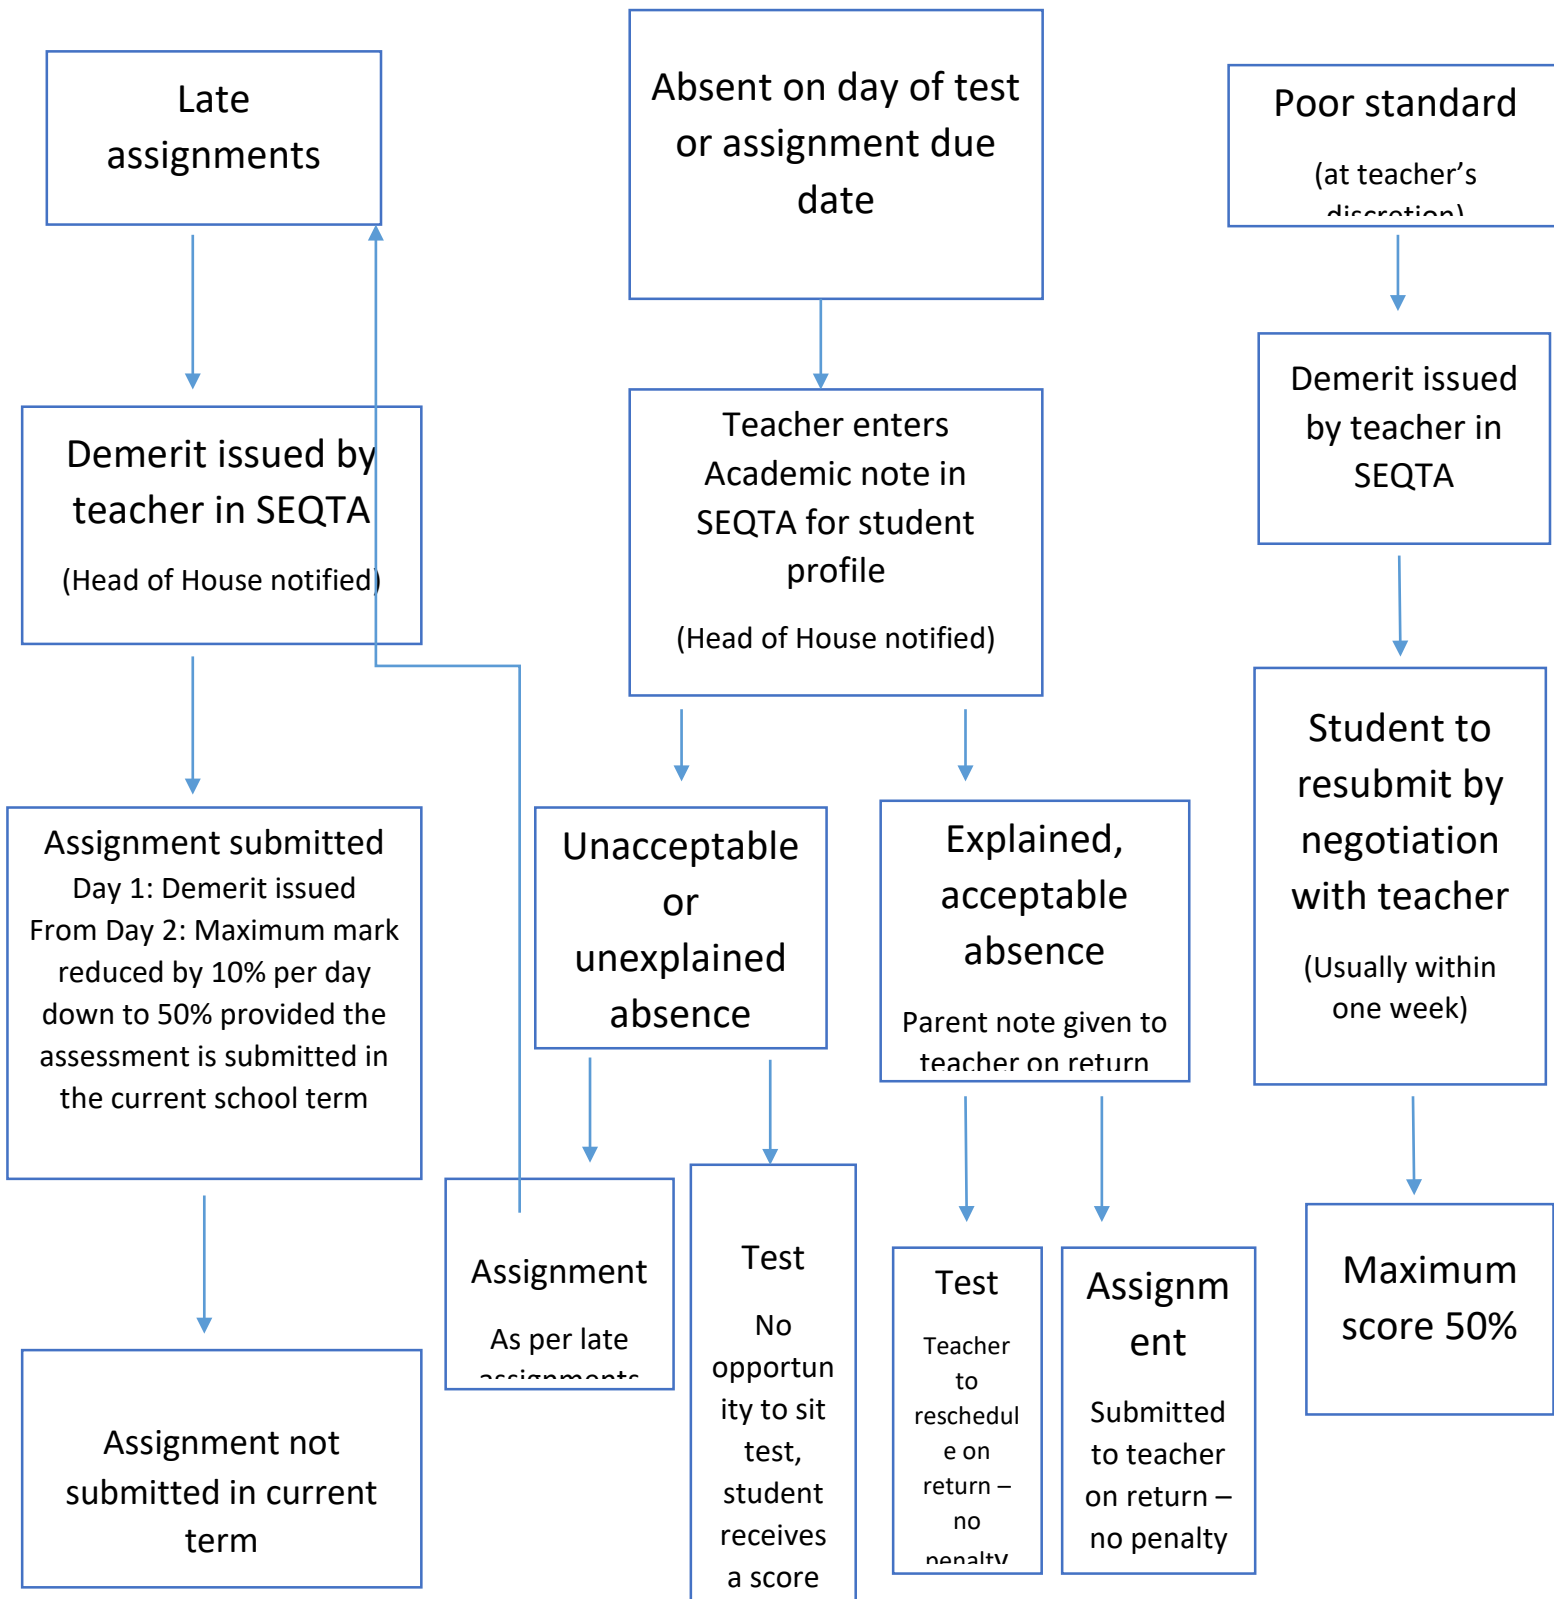 Late
assignments
Demerit issued by
teacher in SEQTA
(Head of House notified)
Assignment submitted
Day 1: Demerit issued
From Day 2: Maximum mark
reduced by 10% per day
down to 50% provided the
assessment is submitted in
the current school term
Assignment not
submitted in current
term
Absent on day of test
or assignment due
date
Teacher enters
Academic note in
SEQTA for student
profile
(Head of House notified)
Unacceptable
or
unexplained
absence
Assignment
As per late
assignments
Test
No
opportun
ity to sit
test,
student
receives
a score
Explained,
acceptable
absence
Parent note given to
teacher on return
Test
Teacher
to
reschedul
e on
return –
no
penalty
Assignm
ent
Submitted
to teacher
on return –
no penalty
Poor standard
(at teacher’s
discretion)
Demerit issued
by teacher in
SEQTA
Student to
resubmit by
negotiation
with teacher
(Usually within
one week)
Maximum
score 50%